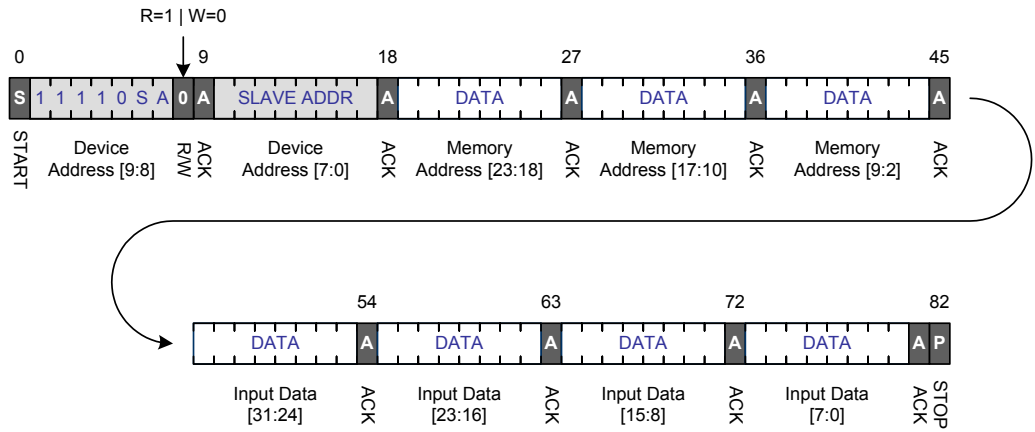 R=1 | W=0
0 9 18 27 36 45
S 1 1 1 1 0 S A 0 A SLAVE ADDR A DATA A DATA A DATA A
START Device Address [9:8] R/W ACK Device Address [7:0] ACK Memory Address [23:18] ACK Memory Address [17:10] ACK Memory Address [9:2] ACK
54 63 72 82
DATA A DATA A DATA A DATA A P
Input Data [31:24] ACK Input Data [23:16] ACK Input Data [15:8] ACK Input Data [7:0] ACK STOP